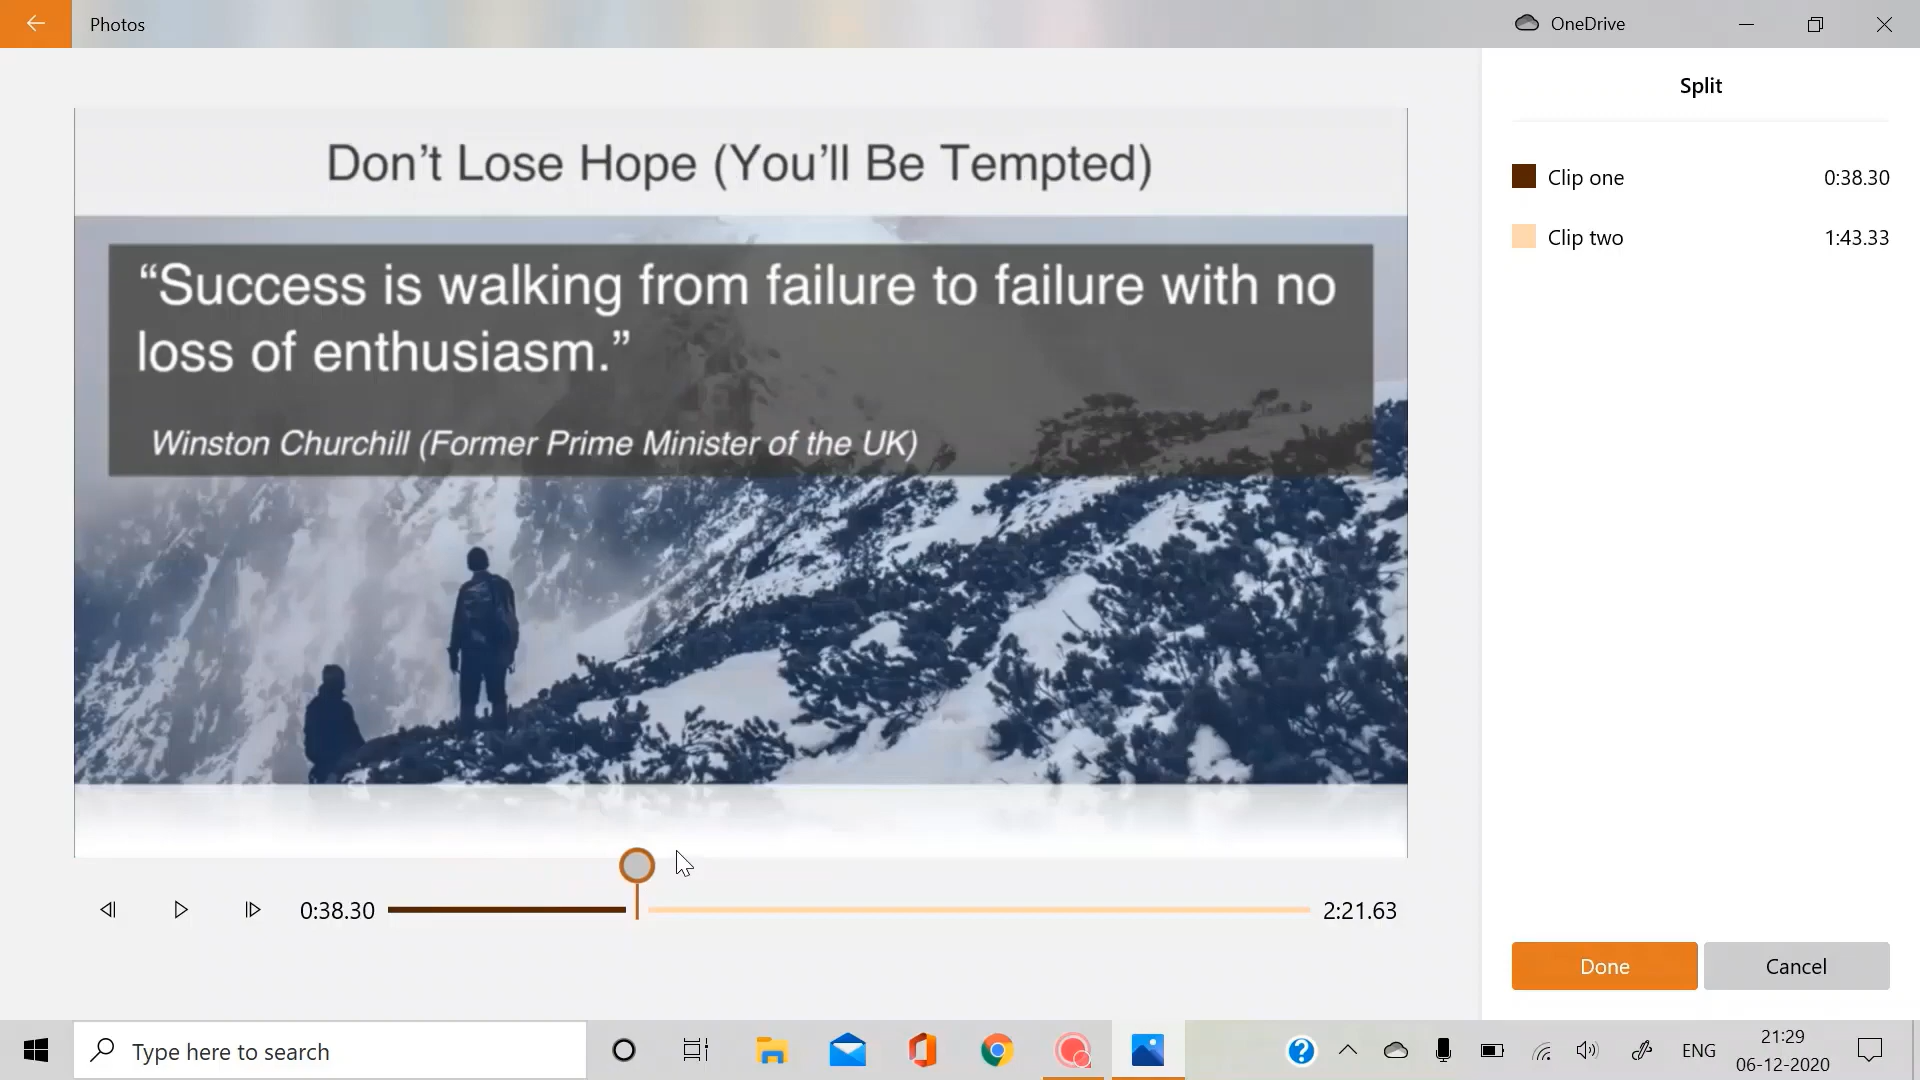 Photos
OneDrive
Split
Clip one 0:38.30
Clip two 1:43.33
Don’t Lose Hope (You’ll Be Tempted)
“Success is walking from failure to failure with no
loss of enthusiasm.”
Winston Churchill (Former Prime Minister of the UK)
0:38.30
2:21.63
Done
Cancel
Type here to search
ENG
21:29
06-12-2020